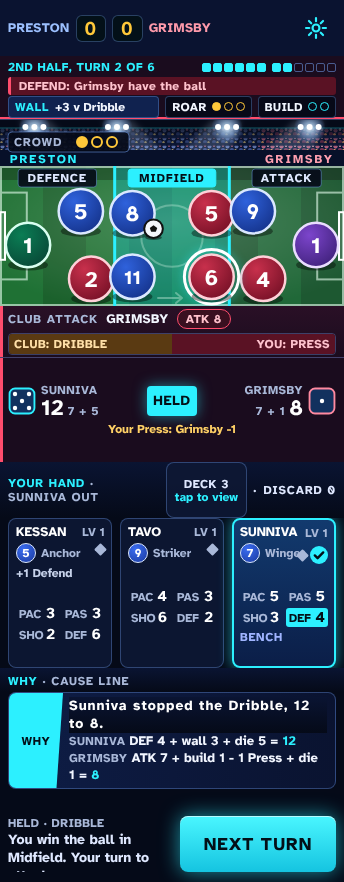 PRESTON 0 0 GRIMSBY
2ND HALF, TURN 2 OF 6
DEFEND: Grimsby have the ball
WALL +3 v Dribble ROAR BUILD
CROWD
PRESTON GRIMSBY
DEFENCE MIDFIELD ATTACK
5 8 5 9
1 1
2 11 6 4
CLUB ATTACK GRIMSBY ATK 8
CLUB: DRIBBLE YOU: PRESS
SUNNIVA HELD GRIMSBY
12 7 + 5 7 + 1 8
Your Press: Grimsby -1
YOUR HAND · SUNNIVA OUT
DECK 3
tap to view
· DISCARD 0
KESSAN LV 1
5 Anchor
+1 Defend
PAC 3 PAS 3
SHO 2 DEF 6
TAVO LV 1
9 Striker
PAC 4 PAS 3
SHO 6 DEF 2
SUNNIVA LV 1
7 Winge
PAC 5 PAS 5
SHO 3 DEF 4
BENCH
WHY · CAUSE LINE
WHY
Sunniva stopped the Dribble, 12
to 8.
SUNNIVA DEF 4 + wall 3 + die 5 = 12
GRIMSBY ATK 7 + build 1 - 1 Press + die
1 = 8
HELD · DRIBBLE
You win the ball in
Midfield. Your turn to
NEXT TURN